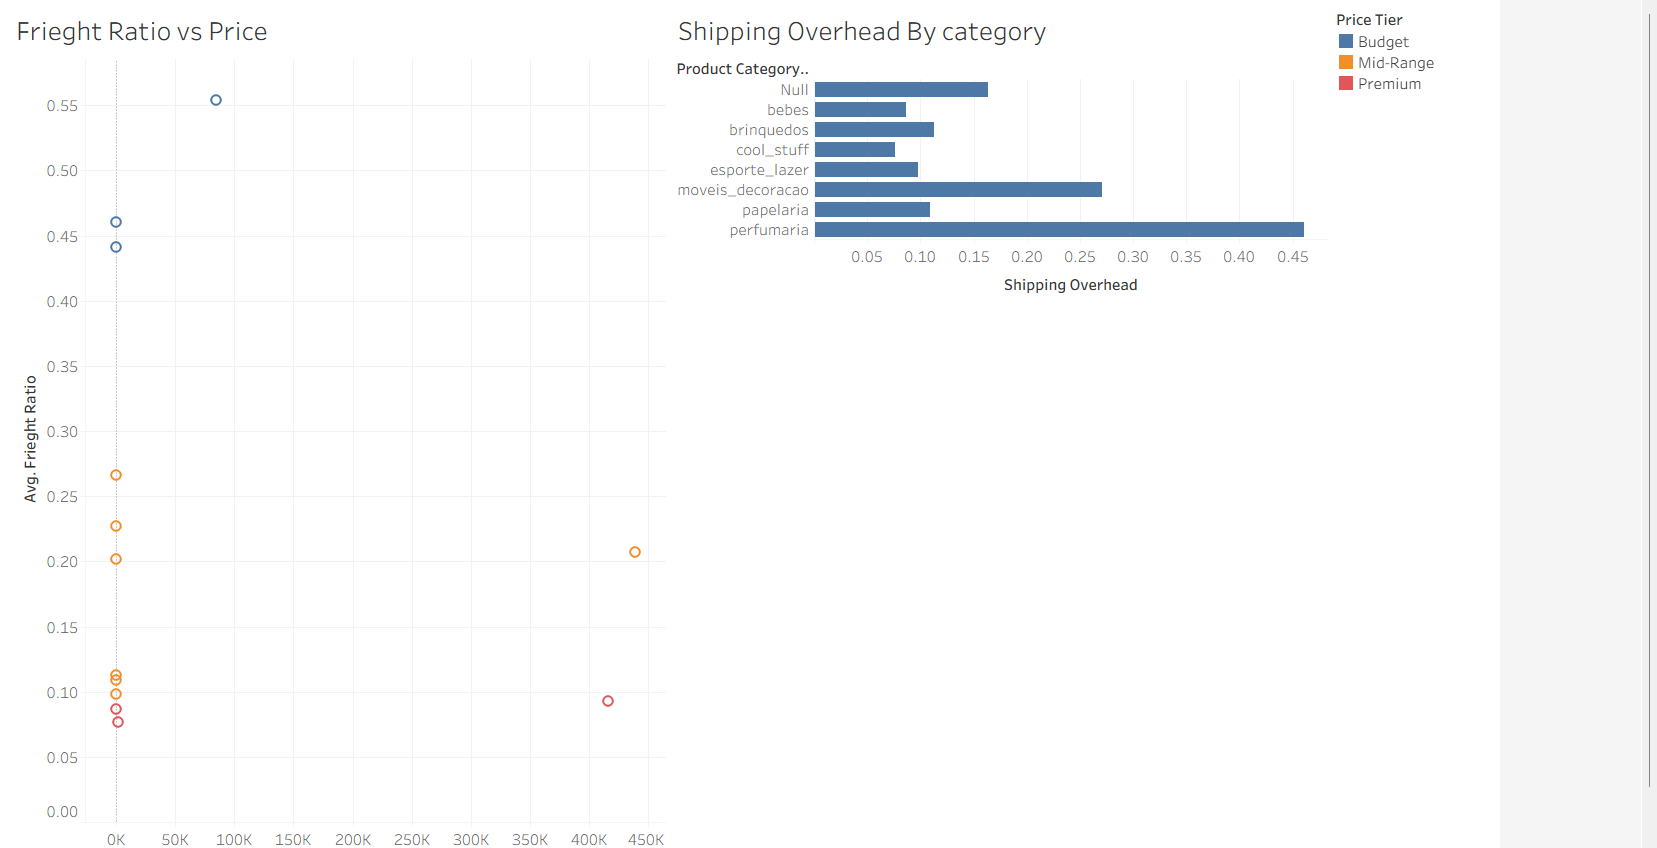 Frieght Ratio vs Price
0.55
0.50
0.45
0.40
0.35
0.30
0.25
0.20
0.15
0.10
0.05
0.00
Avg. Frieght Ratio
0K 50K 100K 150K 200K 250K 300K 350K 400K 450K
Shipping Overhead By category
Product Category..
Null
bebes
brinquedos
cool_stuff
esporte_lazer
moveis_decoracao
papelaria
perfumaria
0.05 0.10 0.15 0.20 0.25 0.30 0.35 0.40 0.45
Shipping Overhead
Price Tier
Budget
Mid-Range
Premium